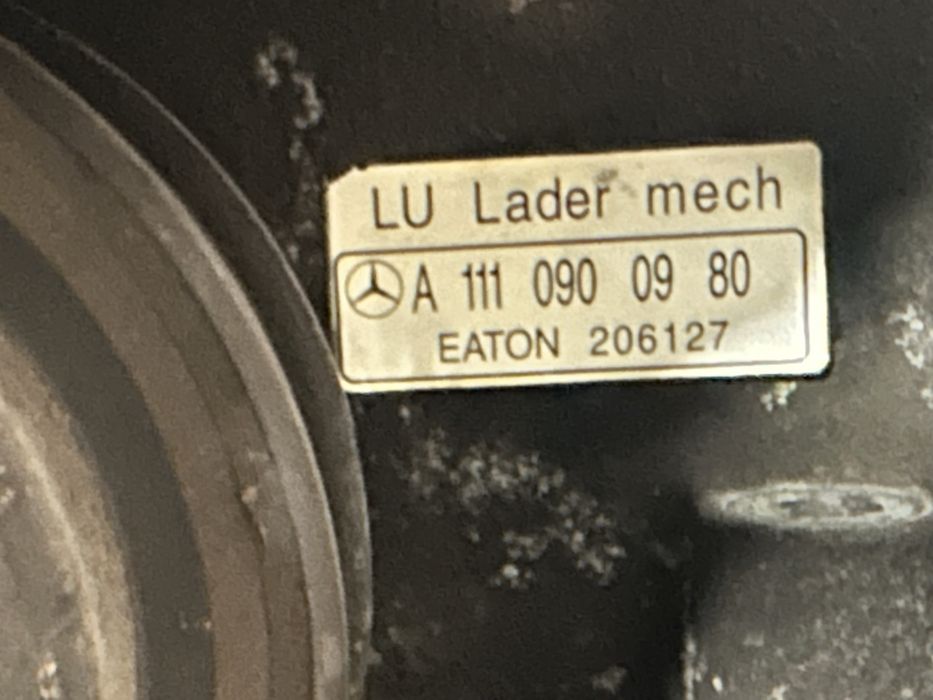 LU Lader mech
A 111 090 09 80
EATON 206127